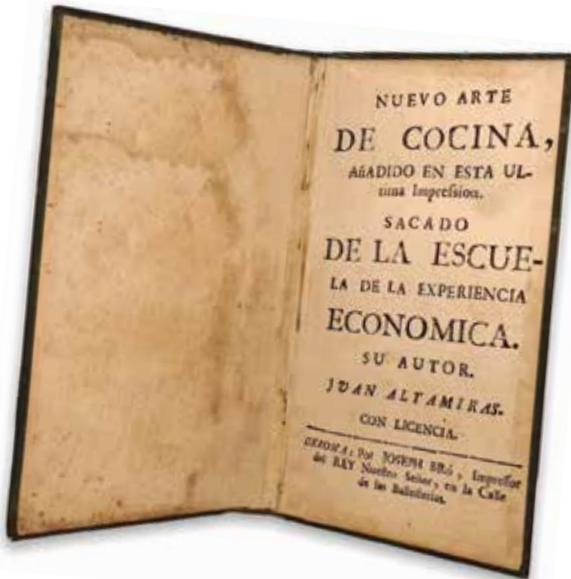 NUEVO ARTE
DE COCINA,
AñADIDO EN ESTA UL-
tima Impression.
SACADO
DE LA ESCUE-
LA DE LA EXPERIENCIA
ECONOMICA.
SU AUTOR.
JUAN ALTAMIRAS.
CON LICENCIA.
GERONA: Por JOSEPH BRó, Impressor
del REY Nuestro Señor, en la Calle
de las Ballesterias.